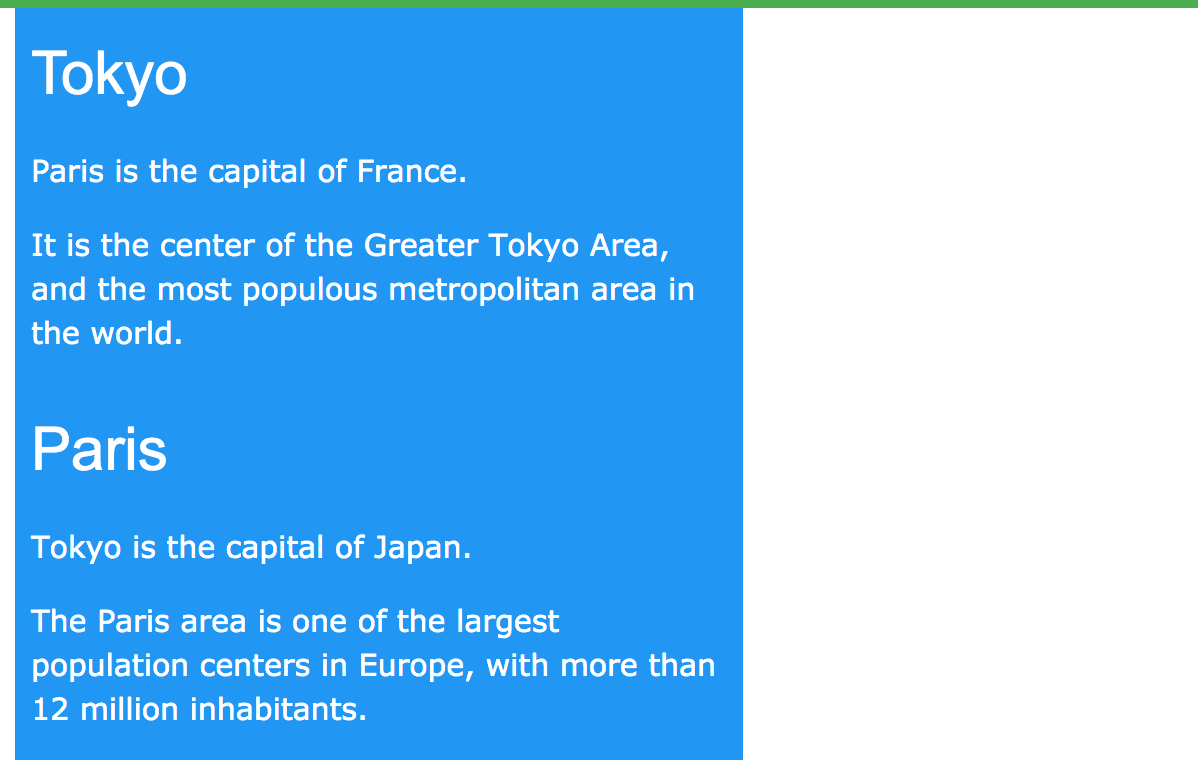 Tokyo
Paris is the capital of France.
It is the center of the Greater Tokyo Area,
and the most populous metropolitan area in
the world.
Paris
Tokyo is the capital of Japan.
The Paris area is one of the largest
population centers in Europe, with more than
12 million inhabitants.